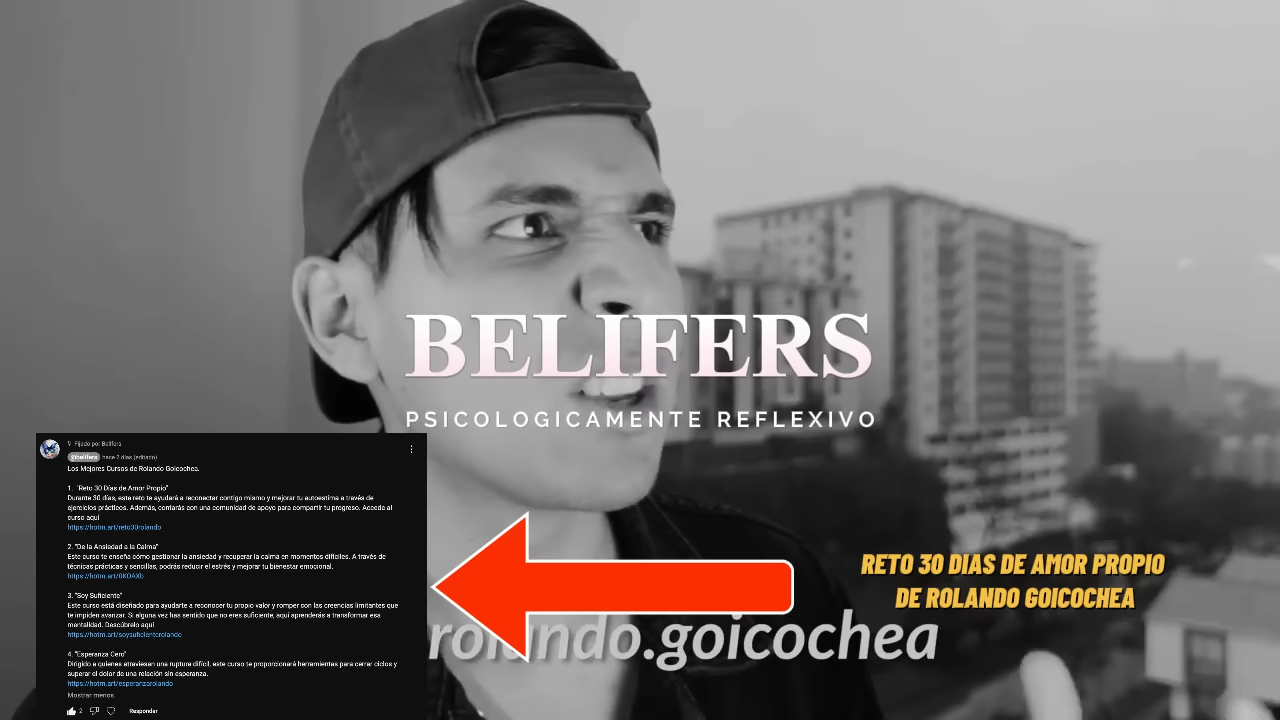 BELIFERS
PSICOLOGICAMENTE REFLEXIVO
Fijado por Belifers
@belifers hace 2 días (editado)
Los Mejores Cursos de Rolando Goicochea.
1. "Reto 30 Días de Amor Propio"
Durante 30 días, este reto te ayudará a reconectar contigo mismo y mejorar tu autoestima a través de
ejercicios prácticos. Además, contarás con una comunidad de apoyo para compartir tu progreso. Accede al
curso aquí
https://hotm.art/reto30rolando
2. "De la Ansiedad a la Calma"
Este curso te enseña cómo gestionar la ansiedad y recuperar la calma en momentos difíciles. A través de
técnicas prácticas y sencillas, podrás reducir el estrés y mejorar tu bienestar emocional.
https://hotm.art/0KOAXb
3. "Soy Suficiente"
Este curso está diseñado para ayudarte a reconocer tu propio valor y romper con las creencias limitantes que
te impiden avanzar. Si alguna vez has sentido que no eres suficiente, aquí aprenderás a transformar esa
mentalidad. Descúbrelo aquí
https://hotm.art/soysuficienterolando
4. "Esperanza Cero"
Dirigido a quienes atraviesan una ruptura difícil, este curso te proporcionará herramientas para cerrar ciclos y
superar el dolor de una relación sin esperanza.
https://hotm.art/esperanzarolando
Mostrar menos
2 Responder
RETO 30 DIAS DE AMOR PROPIO
DE ROLANDO GOICOCHEA
rolando.goicochea